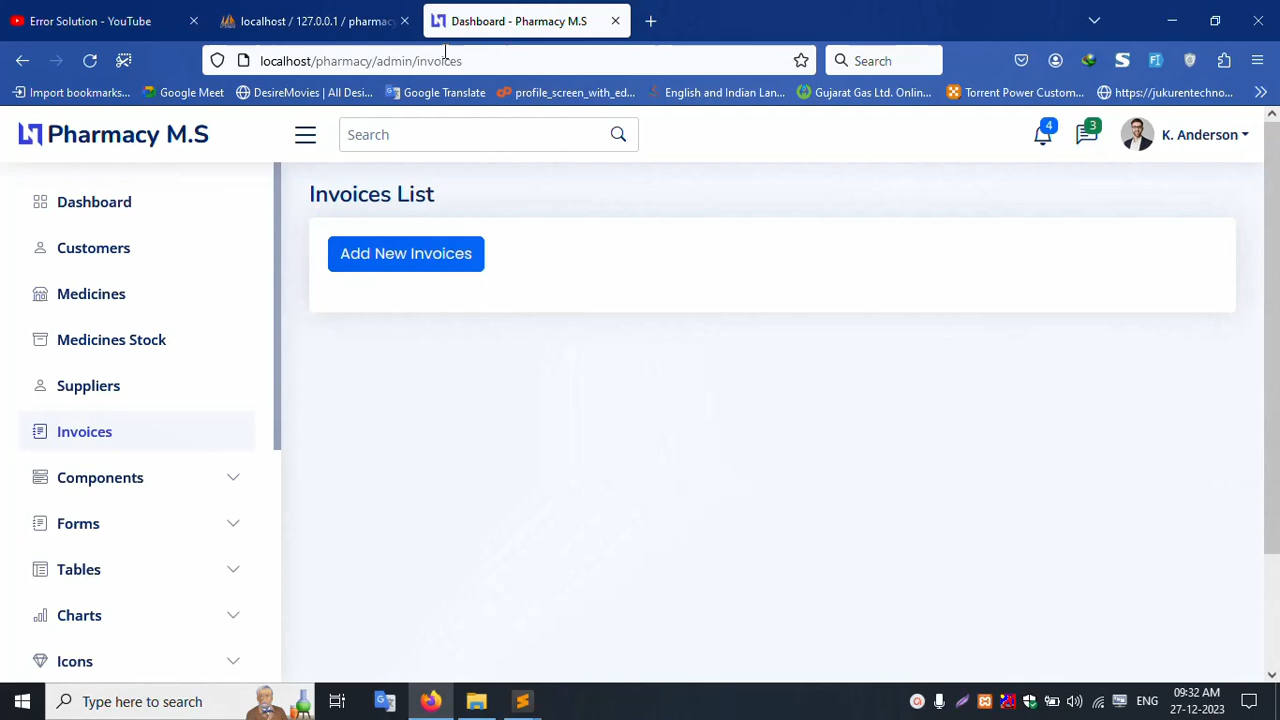 Error Solution - YouTube
localhost / 127.0.0.1 / pharmacy
Dashboard - Pharmacy M.S
localhost/pharmacy/admin/invoices
Search
Import bookmarks...
Google Meet
DesireMovies | All Desi...
Google Translate
profile_screen_with_ed...
English and Indian Lan...
Gujarat Gas Ltd. Onlin...
Torrent Power Custom...
https://jukurentechno...
Pharmacy M.S
Search
4
3
K. Anderson
Dashboard
Customers
Medicines
Medicines Stock
Suppliers
Invoices
Components
Forms
Tables
Charts
Icons
Invoices List
Add New Invoices
Type here to search
ENG
09:32 AM
27-12-2023